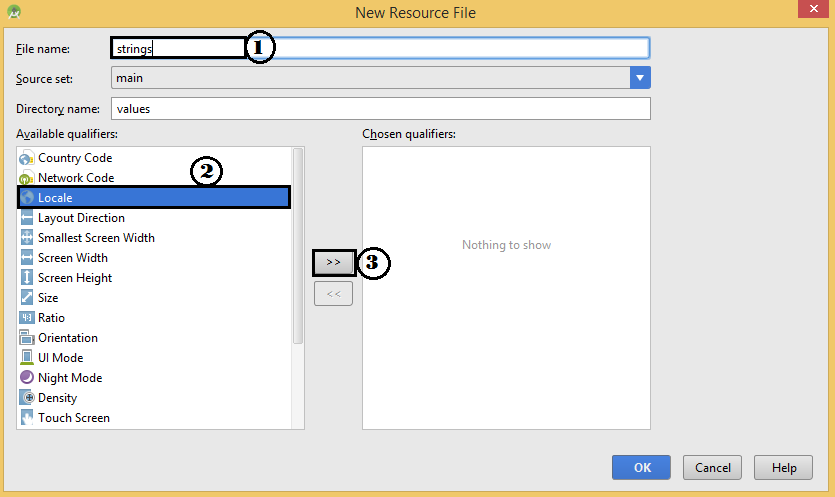 New Resource File
File name: strings 1
Source set: main
Directory name: values
Available qualifiers: Chosen qualifiers:
Country Code
Network Code 2
Locale
Layout Direction
Smallest Screen Width
Nothing to show
Screen Width
>> 3
Screen Height
Size
<<
Ratio
Orientation
UI Mode
Night Mode
Density
Touch Screen
OK Cancel Help